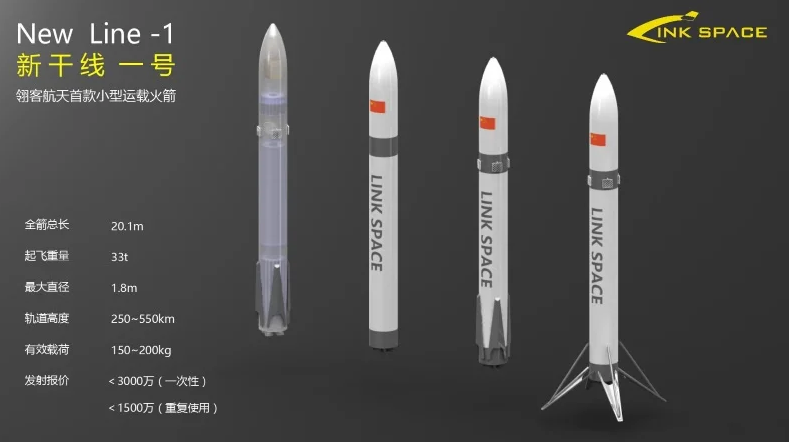 New Line -1
新干线 一号
翎客航天首款小型运载火箭
LINK SPACE
全箭总长 20.1m
起飞重量 33t
最大直径 1.8m
轨道高度 250~550km
有效载荷 150~200kg
发射报价 < 3000万 ( 一次性 )
< 1500万 ( 重复使用 )
LINK SPACE
LINK SPACE
LINK SPACE